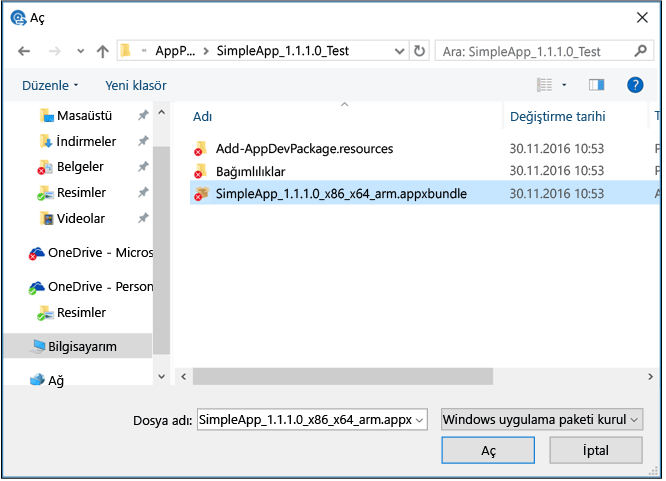 Aç
AppP... SimpleApp_1.1.1.0_Test
Ara: SimpleApp_1.1.1.0_Test
Düzenle
Yeni klasör
Masaüstü
İndirmeler
Belgeler
Resimler
Videolar
OneDrive - Micros
OneDrive - Person
Resimler
Bilgisayarım
Ağ
Adı Değiştirme tarihi T
Add-AppDevPackage.resources 30.11.2016 10:53
Bağımlılıklar 30.11.2016 10:53
SimpleApp_1.1.1.0_x86_x64_arm.appxbundle 30.11.2016 10:53
Dosya adı: SimpleApp_1.1.1.0_x86_x64_arm.appx
Windows uygulama paketi kurul
Aç
İptal